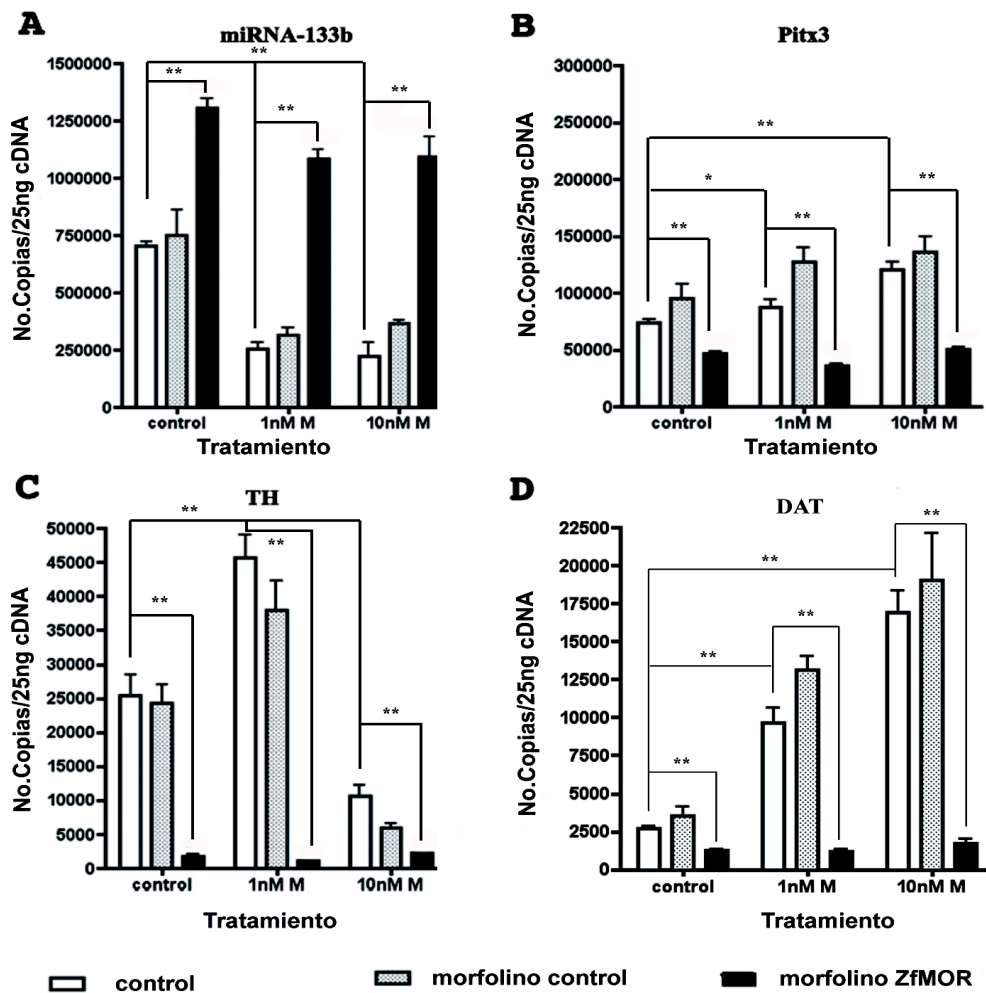 A
miRNA-133b
**
**
**
**
No.Copias/25ng cDNA
1500000
1250000
1000000
750000
500000
250000
0
control
1nM M
10nM M
Tratamiento
B
Pitx3
**
*
**
**
**
No.Copias/25ng cDNA
300000
250000
200000
150000
100000
50000
0
control
1nM M
10nM M
Tratamiento
C
TH
**
**
**
**
No.Copias/25ng cDNA
50000
45000
40000
35000
30000
25000
20000
15000
10000
5000
0
control
1nM M
10nM M
Tratamiento
D
DAT
**
**
**
**
**
No.Copias/25ng cDNA
22500
20000
17500
15000
12500
10000
7500
5000
2500
0
control
1nM M
10nM M
Tratamiento
control
morfolino control
morfolino ZfMOR